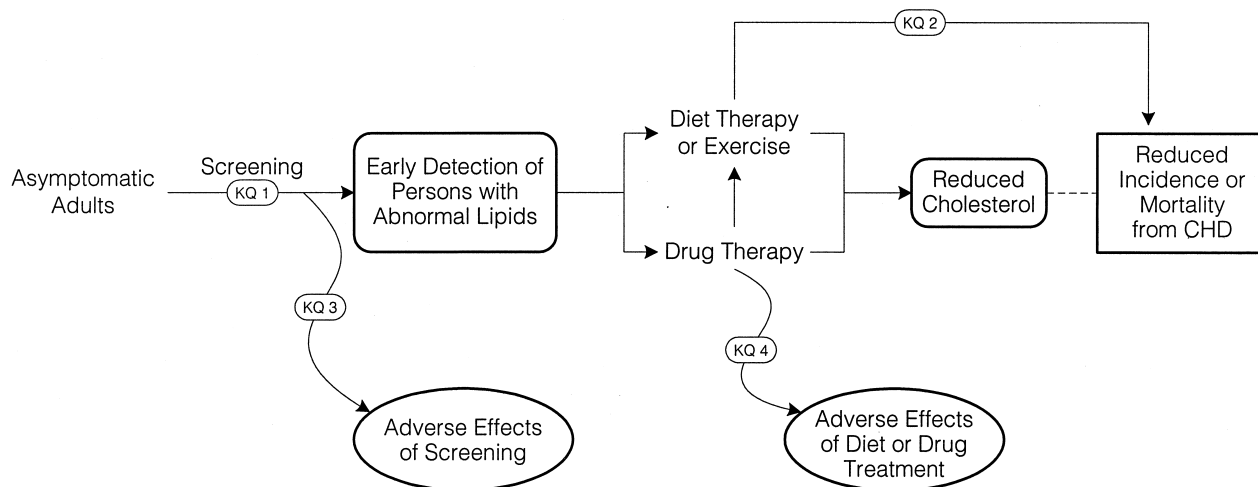 KQ 2
Diet Therapy
or Exercise
Reduced
Incidence or
Mortality
from CHD
Screening
Early Detection of
Persons with
Abnormal Lipids
Asymptomatic
Adults
KQ 1
Reduced
Cholesterol
Drug Therapy
KQ 3
KQ 4
Adverse Effects
of Screening
Adverse Effects
of Diet or Drug
Treatment